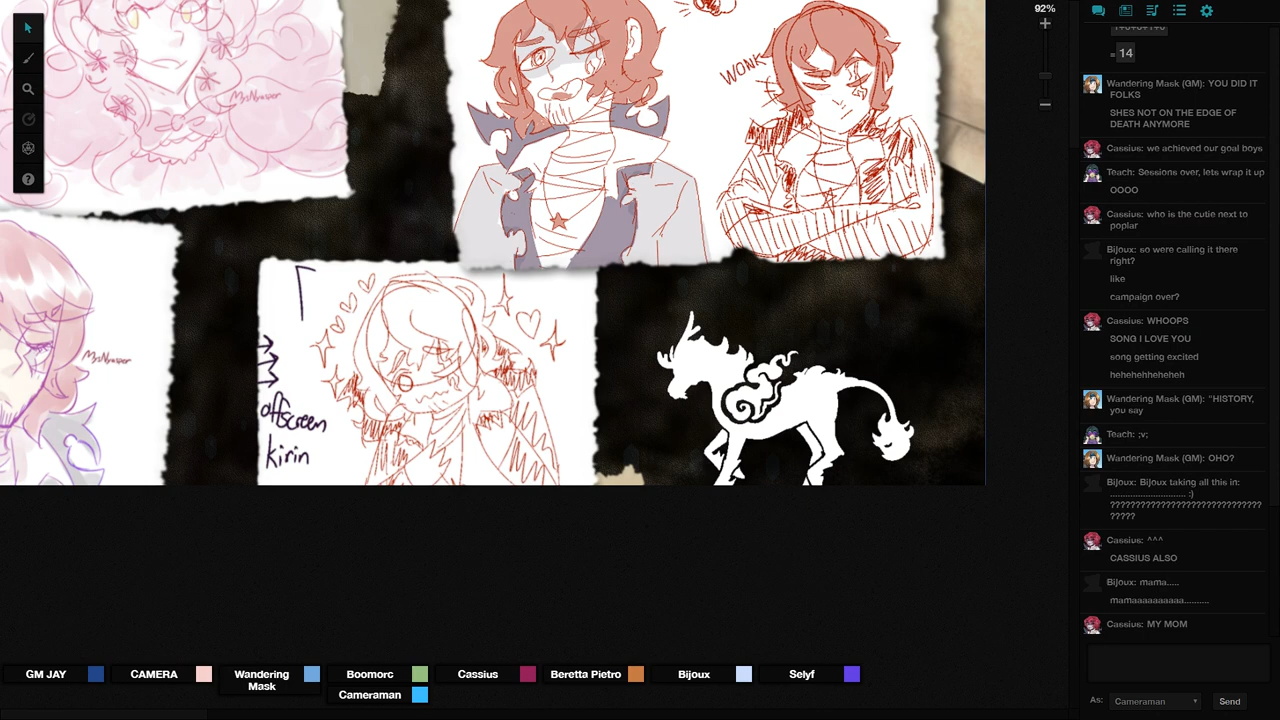 92%
1+5+6+1+6
=14
Wandering Mask (GM): YOU DID IT
FOLKS
SHES NOT ON THE EDGE OF
DEATH ANYMORE
Cassius: we achieved our goal boys
Teach: Sessions over, lets wrap it up
OOOO
Cassius: who is the cutie next to
poplar
Bijoux: so were calling it there
right?
like
campaign over?
Cassius: WHOOPS
SONG I LOVE YOU
song getting excited
hehehehheheheh
Wandering Mask (GM): "HISTORY,
you say
Teach: ;v;
Wandering Mask (GM): OHO?
Bijoux: Bijoux taking all this in:
.............................. :)
??????????????????????????????
?????
Cassius: ^^^
CASSIUS ALSO
Bijoux: mama.....
mamaaaaaaaaaa..........
Cassius: MY MOM
As:
Cameraman
Send
WONK
offscreen
kirin
GM JAY
CAMERA
Wandering
Mask
Boomorc
Cassius
Beretta Pietro
Bijoux
Selyf
Cameraman